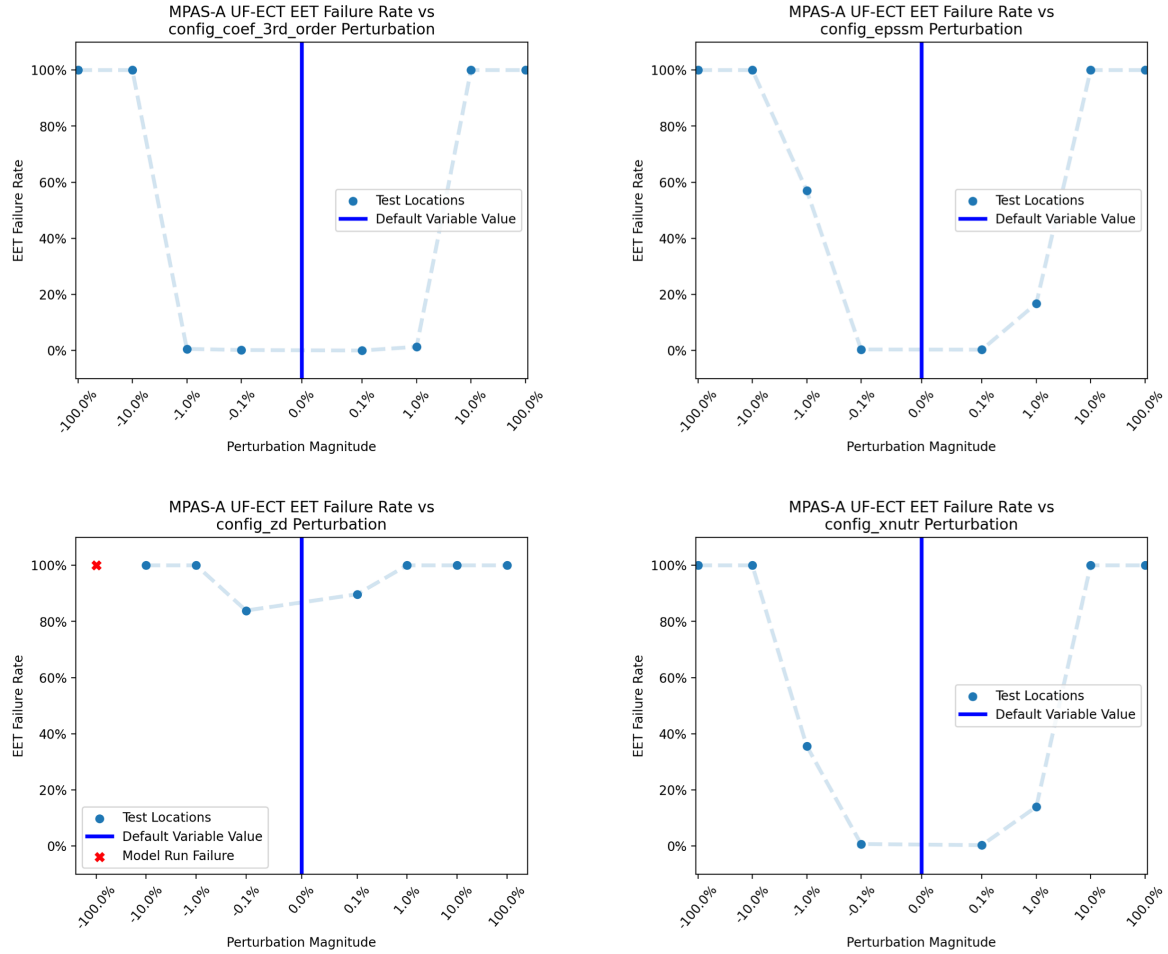 MPAS-A UF-ECT EET Failure Rate vs
config_coef_3rd_order Perturbation
100%
80%
60%
40%
20%
0%
EET Failure Rate
Test Locations
Default Variable Value
-100.0%
-10.0%
-1.0%
-0.1%
0.0%
0.1%
1.0%
10.0%
100.0%
Perturbation Magnitude
MPAS-A UF-ECT EET Failure Rate vs
config_epssm Perturbation
100%
80%
60%
40%
20%
0%
EET Failure Rate
Test Locations
Default Variable Value
-100.0%
-10.0%
-1.0%
-0.1%
0.0%
0.1%
1.0%
10.0%
100.0%
Perturbation Magnitude
MPAS-A UF-ECT EET Failure Rate vs
config_zd Perturbation
100%
80%
60%
40%
20%
0%
EET Failure Rate
Test Locations
Default Variable Value
Model Run Failure
-100.0%
-10.0%
-1.0%
-0.1%
0.0%
0.1%
1.0%
10.0%
100.0%
Perturbation Magnitude
MPAS-A UF-ECT EET Failure Rate vs
config_xnutr Perturbation
100%
80%
60%
40%
20%
0%
EET Failure Rate
Test Locations
Default Variable Value
-100.0%
-10.0%
-1.0%
-0.1%
0.0%
0.1%
1.0%
10.0%
100.0%
Perturbation Magnitude